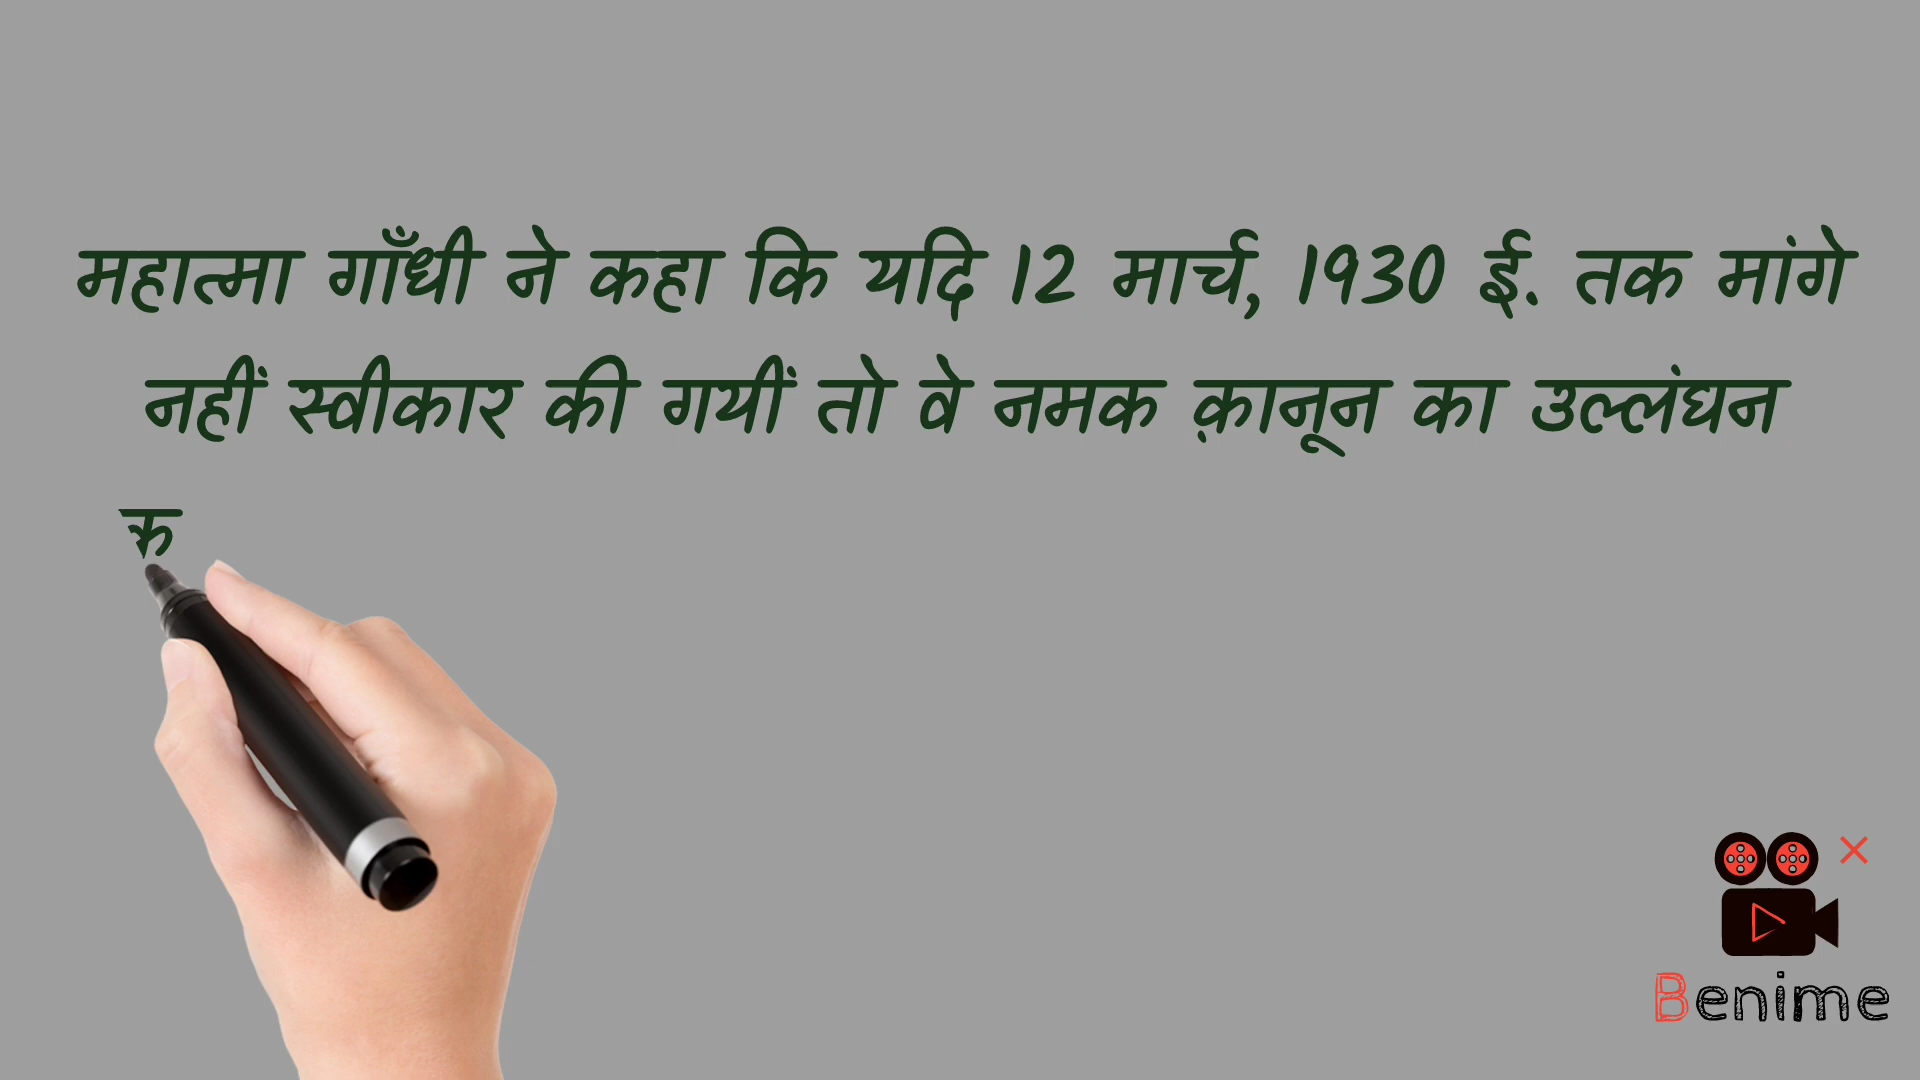 महात्मा गाँधी ने कहा कि यदि 12 मार्च, 1930 ई. तक मांगे
नहीं स्वीकार की गयीं तो वे नमक क़ानून का उल्लंघन
Benime